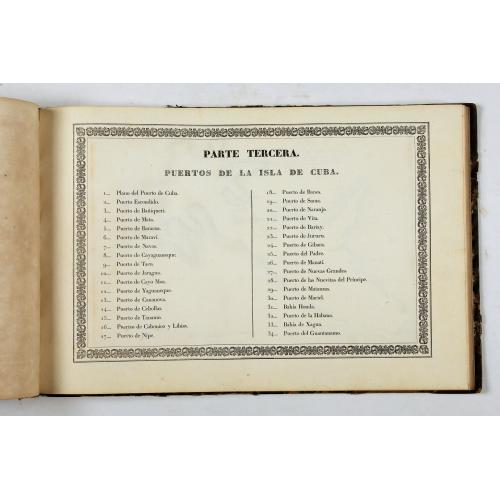 PARTE TERCERA.
PUERTOS DE LA ISLA DE CUBA.
1... Plano del Puerto de Cuba.
2... Puerto Escondido.
3... Puerto de Batiqueri.
4... Puerto de Mata.
5... Puerto de Baracoa.
6... Puerto de Maraví.
7... Puerto de Navas.
8... Puerto de Cayaguaneque.
9... Puerto de Taco.
10... Puerto de Jaragua.
11... Puerto de Cayo Moa.
12... Puerto de Yaguaneque.
13... Puerto de Cananova.
14... Puerto de Cebollas.
15... Puerto de Tanamo.
16... Puertos de Cabonico y Libisa.
17... Puerto de Nipe.
18... Puerto de Banes.
19... Puerto de Sama.
20... Puerto de Naranjo.
21... Puerto de Vita.
22... Puerto de Bariay.
23... Puerto de Jururu.
24... Puerto de Gibara.
25... Puerto del Padre.
26... Puerto de Manatí.
27... Puerto de Nuevas Grandes.
28... Puerto de las Nuevitas del Príncipe.
29... Puerto de Matanzas.
30... Puerto de Mariel.
31... Bahía Honda.
32... Puerto de la Habana.
33... Bahía de Xagua.
34... Puerto del Guantanamo.